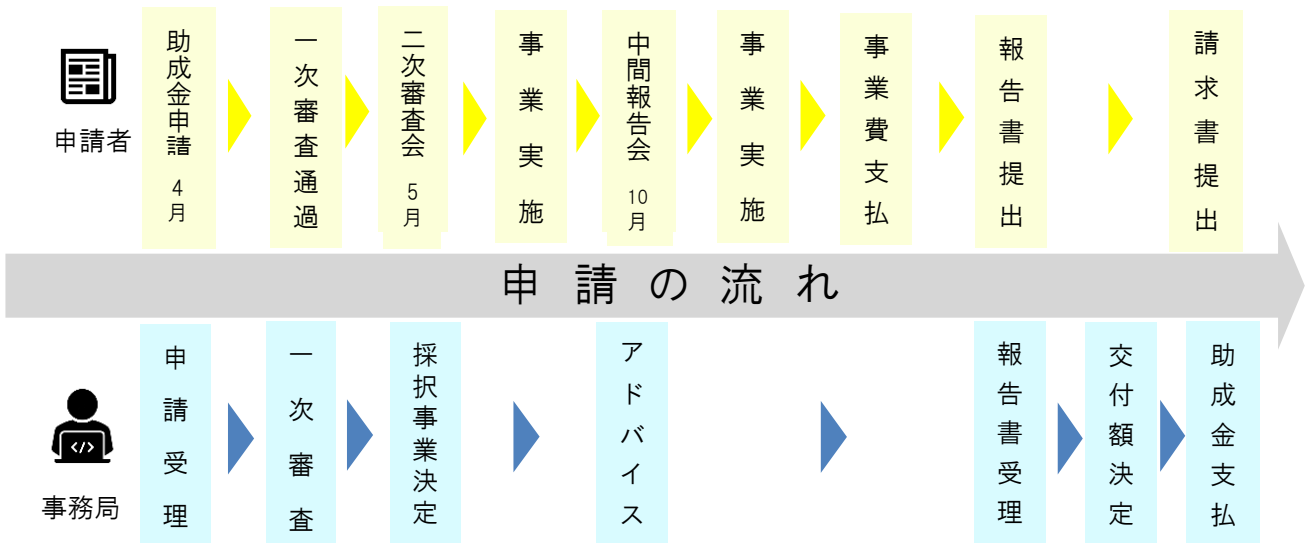 申請者
助成金申請 4月
一次審査通過
二次審査会 5月
事業実施
中間報告会 10月
事業実施
事業費支払
報告書提出
請求書提出
申請の流れ
事務局
申請受理
一次審査
採択事業決定
アドバイス
報告書受理
交付額決定
助成金支払